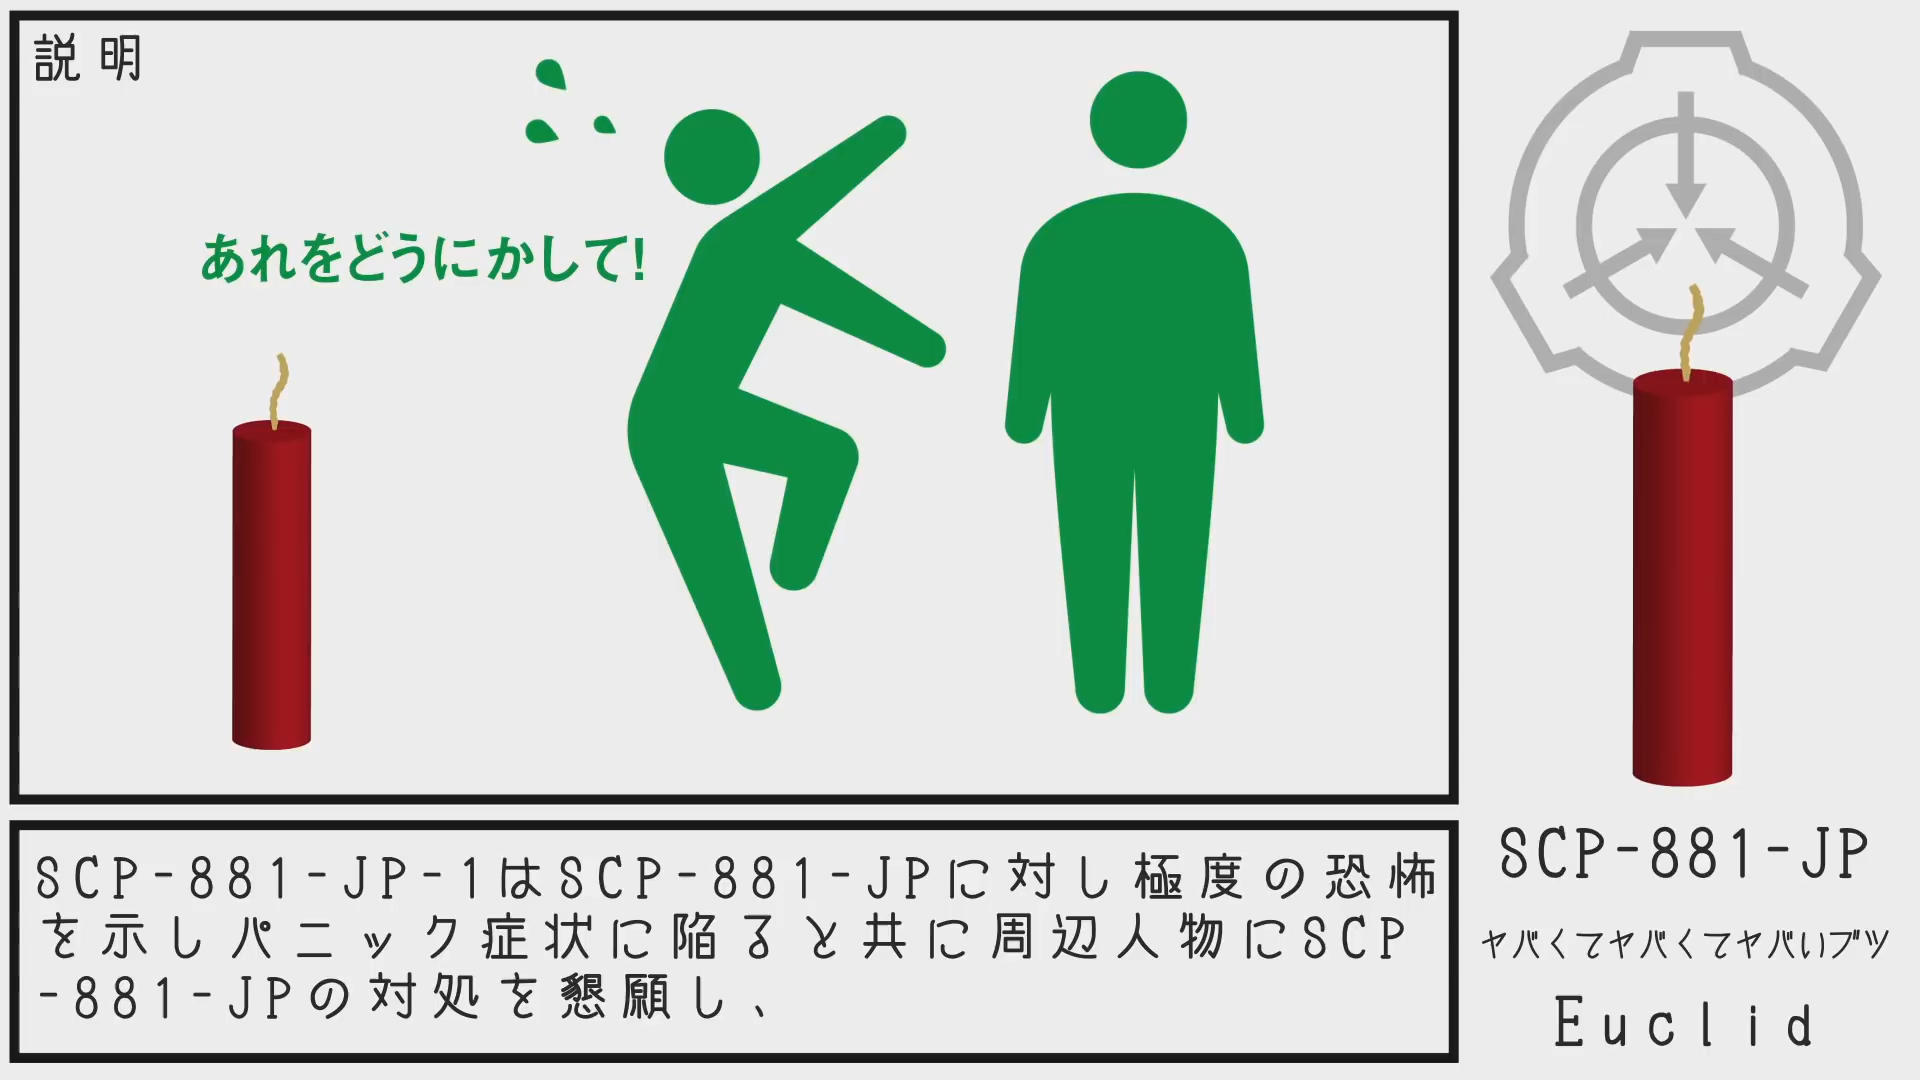 説明
あれをどうにかして!
SCP-881-JP-1はSCP-881-JPに対し極度の恐怖
を示しパニック症状に陥ると共に周辺人物にSCP
-881-JPの対処を懇願し、
SCP-881-JP
ヤバくてヤバくてヤバいブツ
Euclid